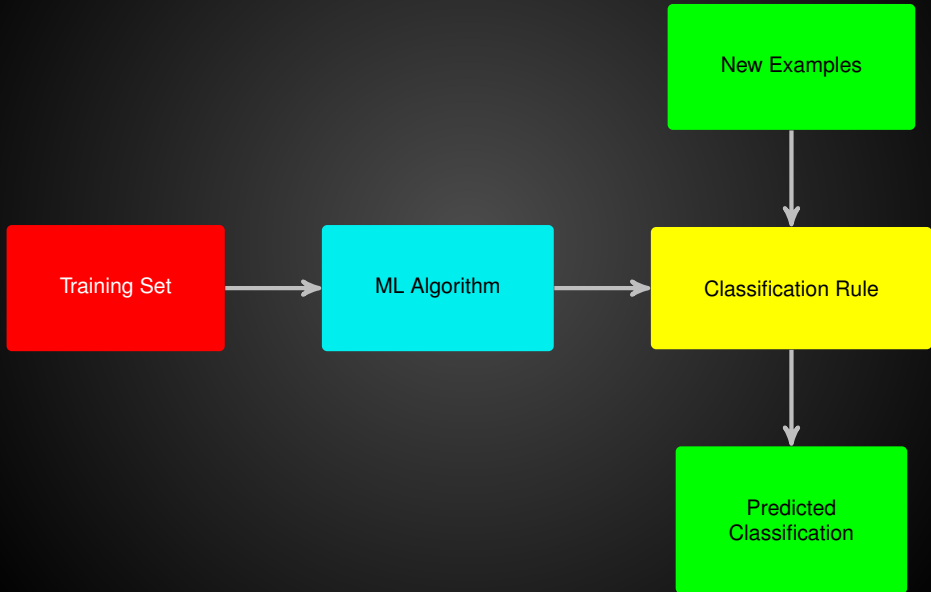 New Examples
Training Set
ML Algorithm
Classification Rule
Predicted
Classification